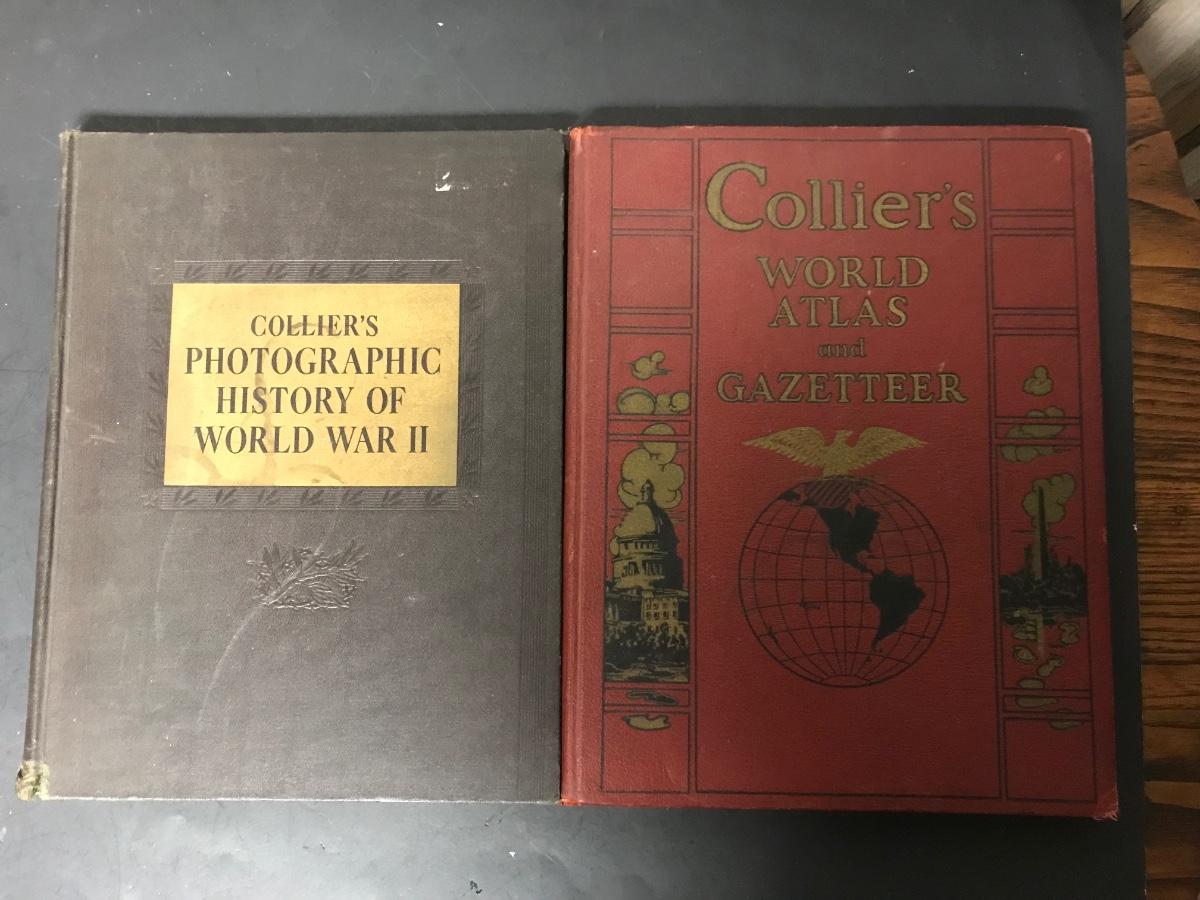 COLLIER'S
PHOTOGRAPHIC
HISTORY OF
WORLD WAR II
Collier's
WORLD
ATLAS
and
GAZETTEER